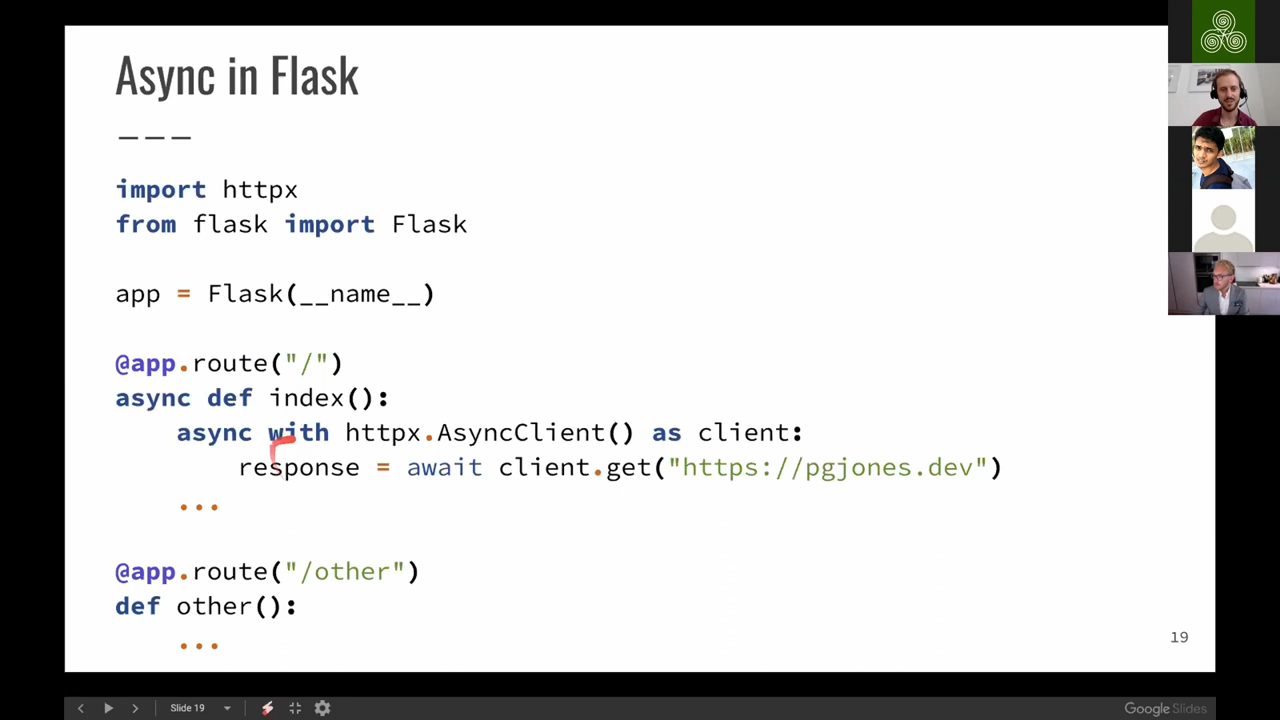 Async in Flask
import httpx
from flask import Flask
app = Flask(__name__)
@app.route("/")
async def index():
async with httpx.AsyncClient() as client:
response = await client.get("https://pgjones.dev")
...
@app.route("/other")
def other():
...
19
Slide 19
Google Slides